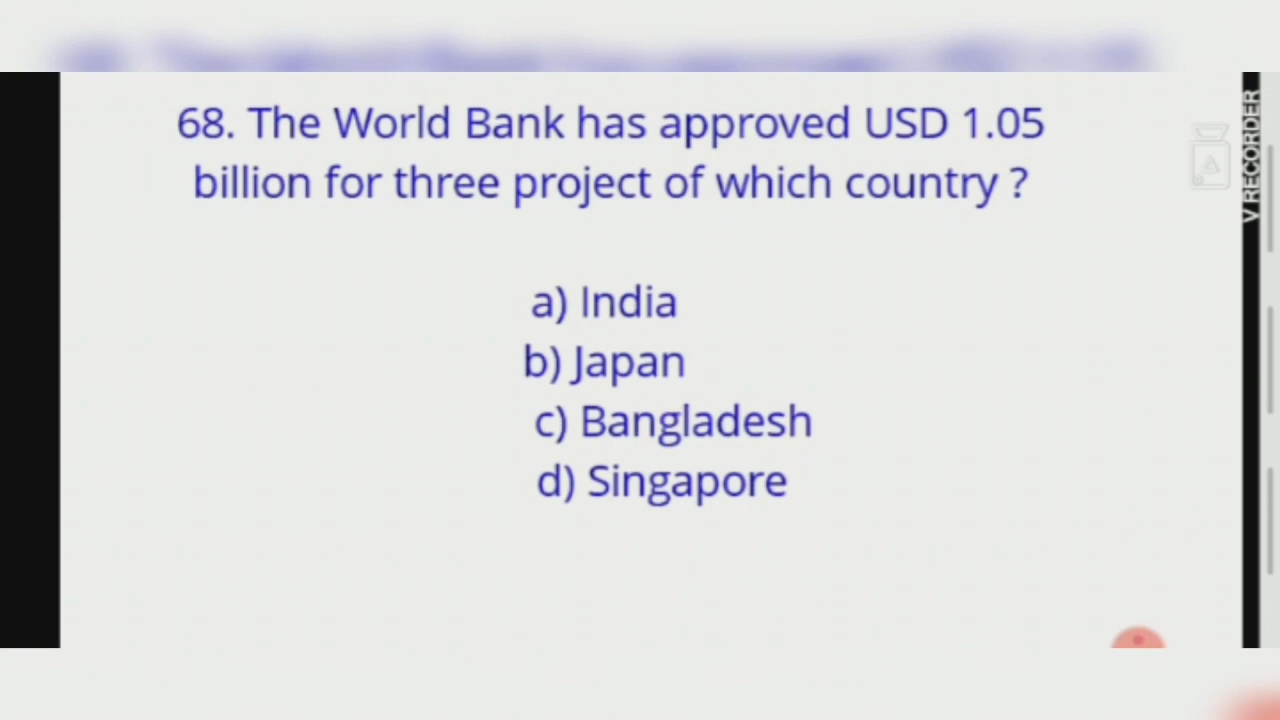 68. The World Bank has approved USD 1.05
billion for three project of which country ?
a) India
b) Japan
c) Bangladesh
d) Singapore
V RECORDER